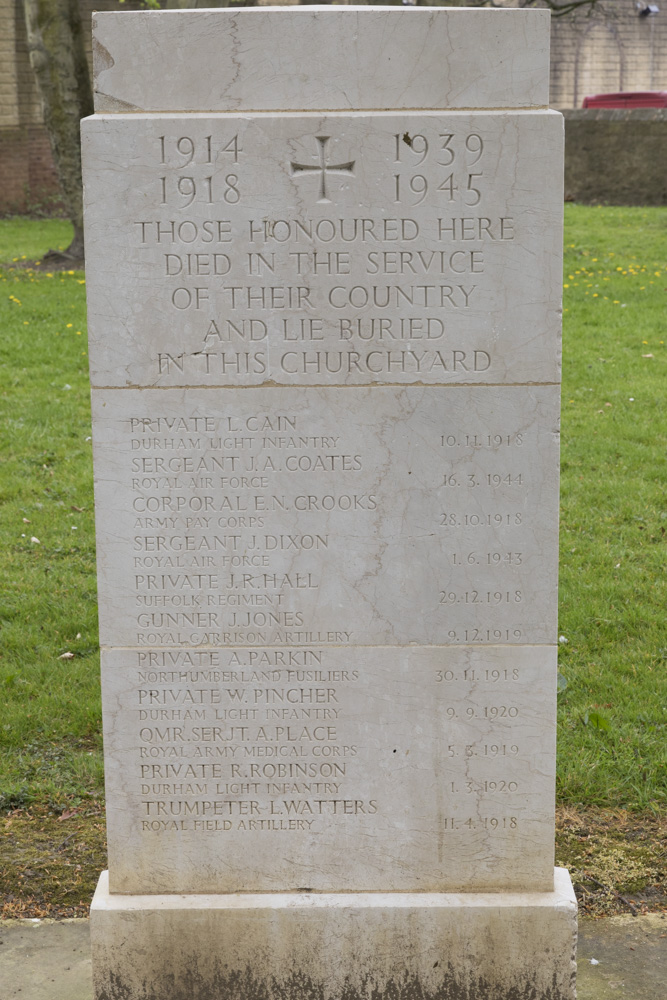 1914 1939
1918 1945
THOSE HONOURED HERE
DIED IN THE SERVICE
OF THEIR COUNTRY
AND LIE BURIED
IN THIS CHURCHYARD
PRIVATE L.CAIN
DURHAM LIGHT INFANTRY 10.11.1918
SERGEANT J.A.COATES
ROYAL AIR FORCE 16.3.1944
CORPORAL E.N.CROOKS
ARMY PAY CORPS 28.10.1918
SERGEANT J.DIXON
ROYAL AIR FORCE 1.6.1943
PRIVATE J.R.HALL
SUFFOLK REGIMENT 29.12.1918
GUNNER J.JONES
ROYAL GARRISON ARTILLERY 9.12.1919
PRIVATE A.PARKIN
NORTHUMBERLAND FUSILIERS 30.11.1918
PRIVATE W.PINCHER
DURHAM LIGHT INFANTRY 9.9.1920
QMR.SERJT.A.PLACE
ROYAL ARMY MEDICAL CORPS 5.3.1919
PRIVATE R.ROBINSON
DURHAM LIGHT INFANTRY 1.3.1920
TRUMPETER L.WATTERS
ROYAL FIELD ARTILLERY 11.4.1918